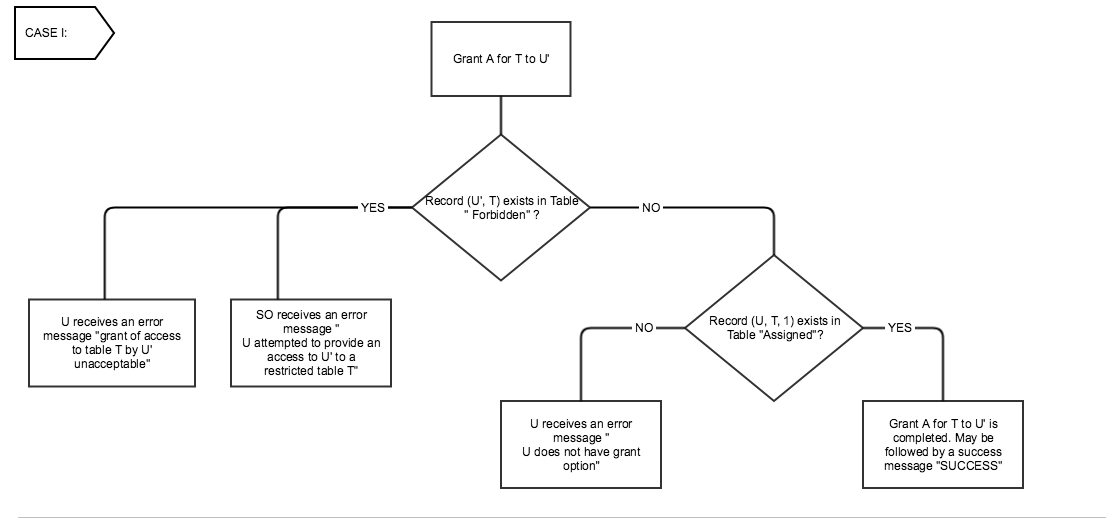 CASE I:
Grant A for T to U'
Record (U', T) exists in Table
" Forbidden" ?
YES
NO
U receives an error
message "grant of access
to table T by U'
unacceptable"
SO receives an error
message "
U attempted to provide an
access to U' to a
restricted table T"
Record (U, T, 1) exists in
Table "Assigned"?
NO
YES
U receives an error
message "
U does not have grant
option"
Grant A for T to U' is
completed. May be
followed by a success
message "SUCCESS"